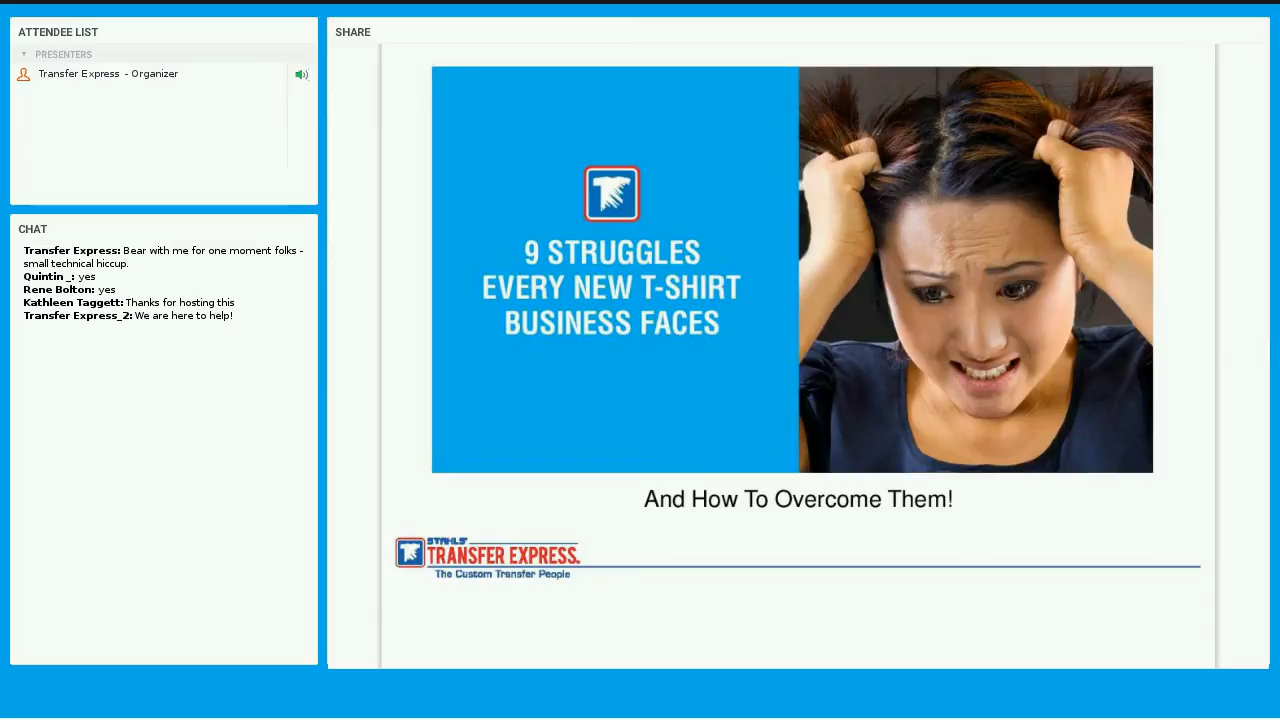 ATTENDEE LIST
PRESENTERS
Transfer Express - Organizer
CHAT
Transfer Express: Bear with me for one moment folks -
small technical hiccup.
Quintin _: yes
Rene Bolton: yes
Kathleen Taggett: Thanks for hosting this
Transfer Express_2: We are here to help!
SHARE
9 STRUGGLES
EVERY NEW T-SHIRT
BUSINESS FACES
And How To Overcome Them!
STAHLS'
TRANSFER EXPRESS.
The Custom Transfer People